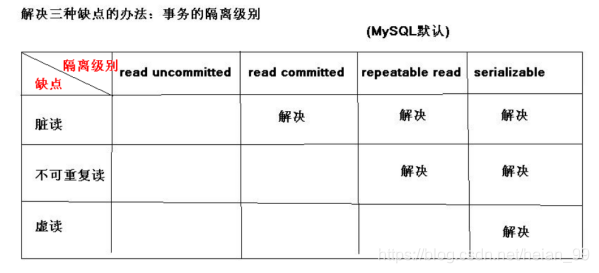 解决三种缺点的办法：事务的隔离级别
(MySQL默认)
隔离级别
缺点
read uncommitted
read committed
repeatable read
serializable
脏读
解决
解决
解决
不可重复读
解决
解决
虚读
解决
https://blog.csdn.net/haian_99